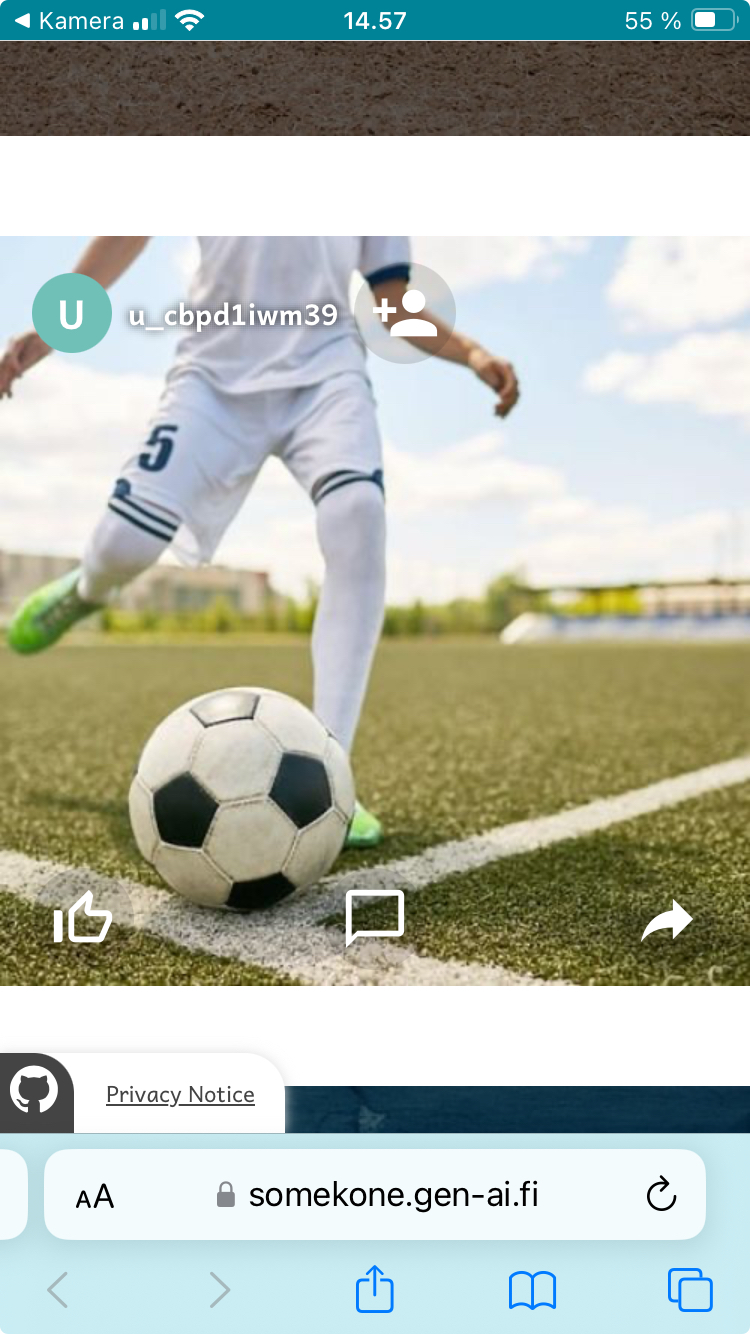 Kamera
14.57
55 %
U
u_cbpd1iwm39
5
Privacy Notice
AA
somekone.gen-ai.fi